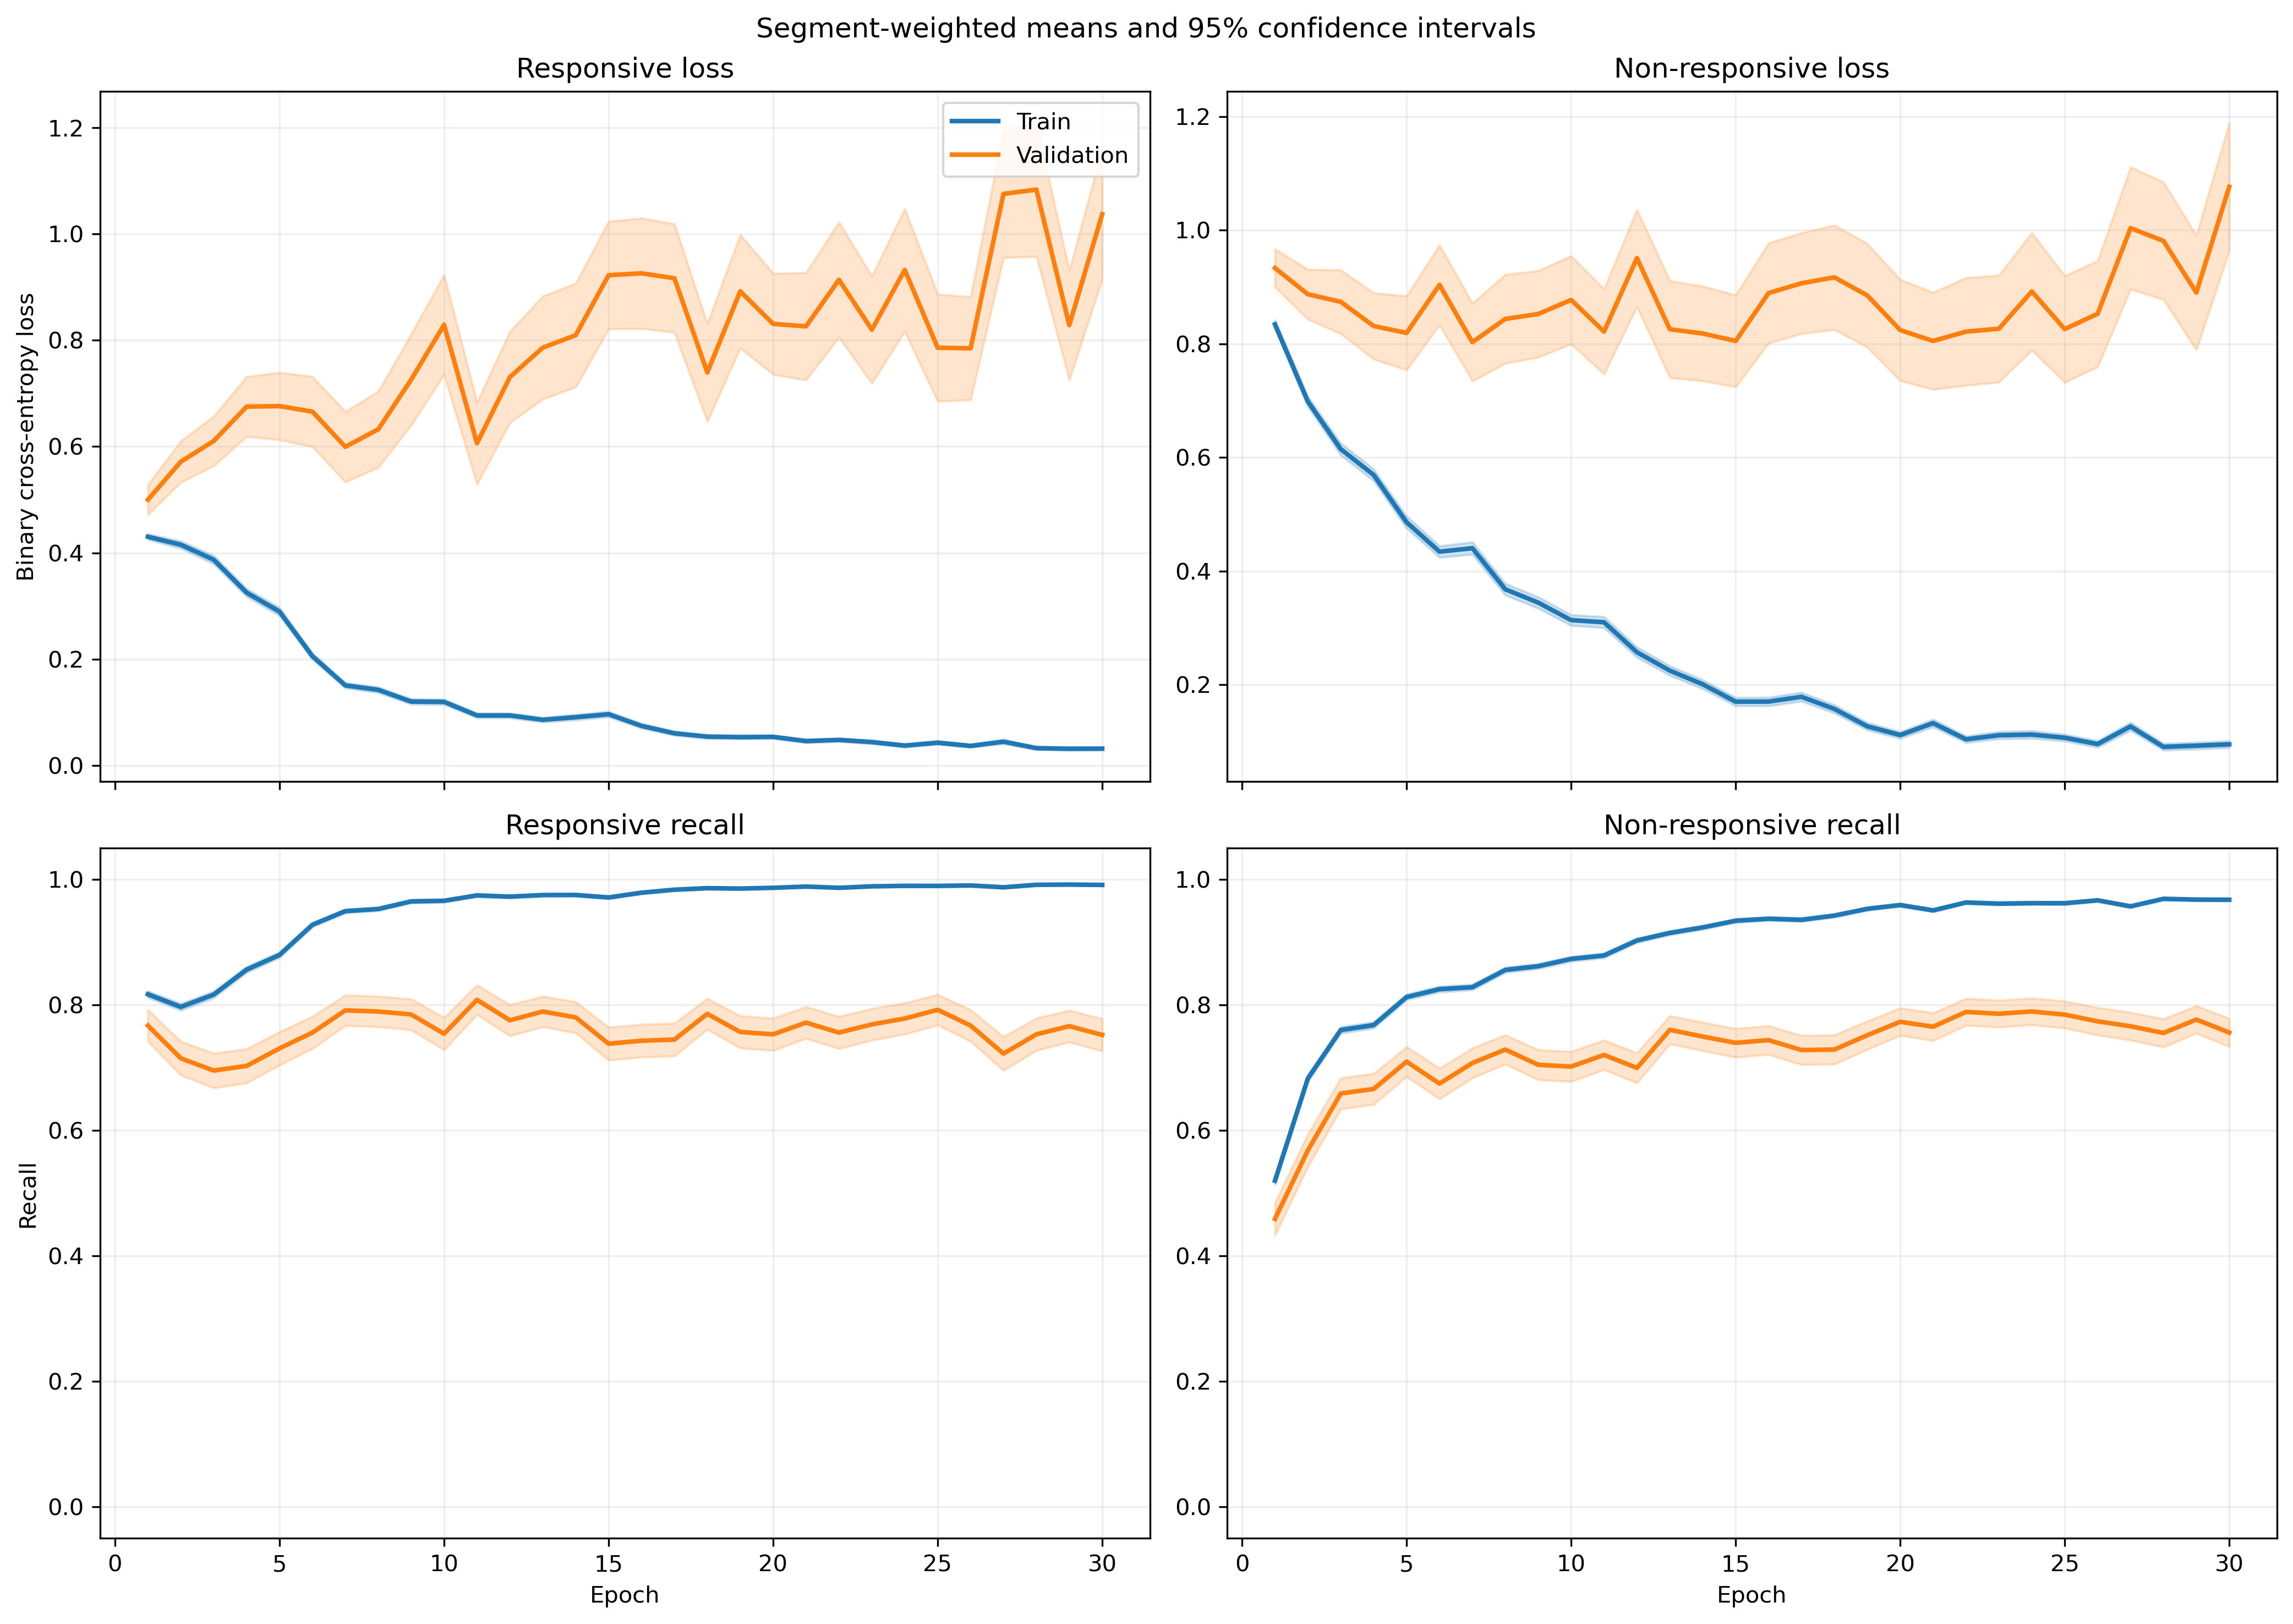 Segment-weighted means and 95% confidence intervals
Responsive loss
Non-responsive loss
Train
Validation
Binary cross-entropy loss
1.2
1.0
0.8
0.6
0.4
0.2
0.0
1.2
1.0
0.8
0.6
0.4
0.2
Responsive recall
Non-responsive recall
Recall
1.0
0.8
0.6
0.4
0.2
0.0
1.0
0.8
0.6
0.4
0.2
0.0
0 5 10 15 20 25 30
0 5 10 15 20 25 30
Epoch
Epoch